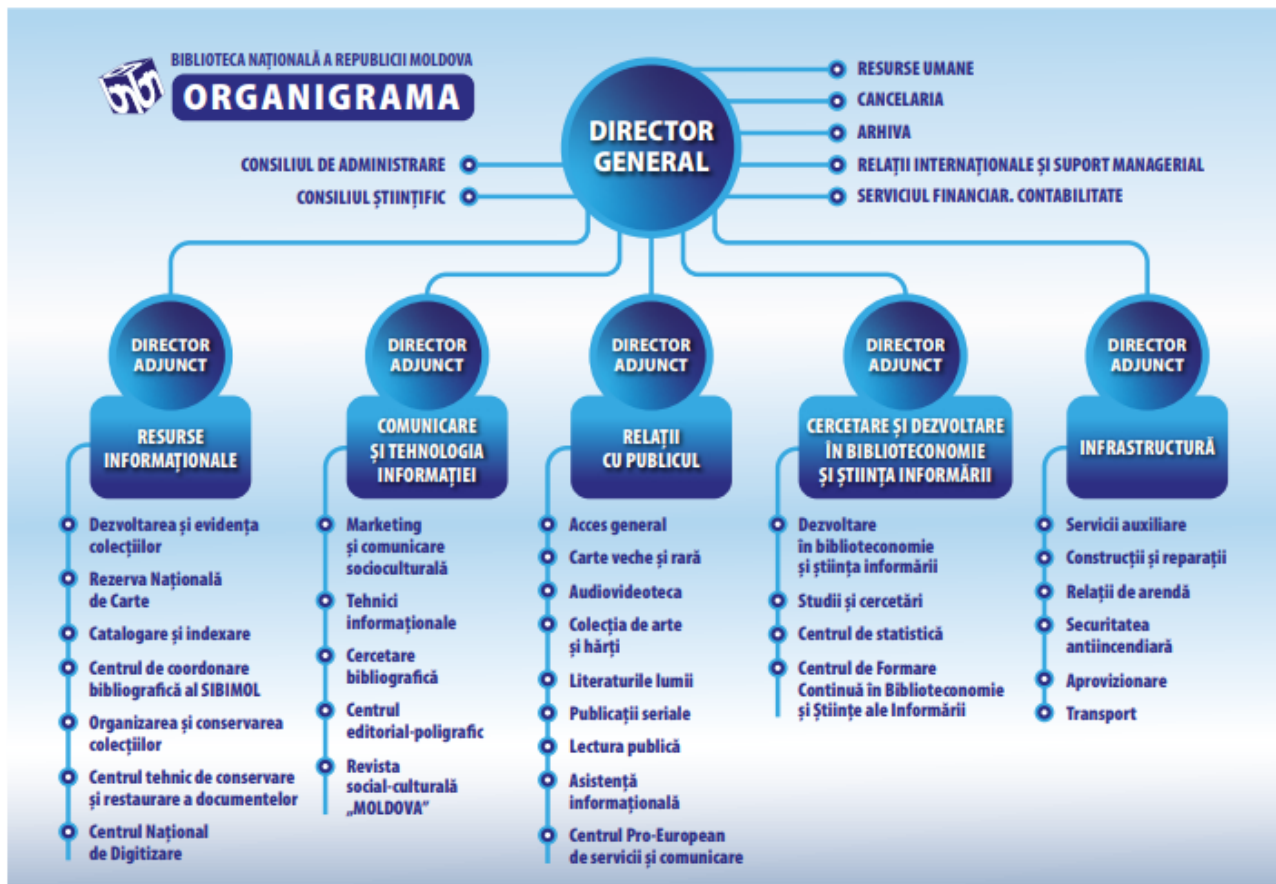 BIBLIOTECA NAȚIONALĂ A REPUBLICII MOLDOVA
ORGANIGRAMA
DIRECTOR
GENERAL
CONSILIUL DE ADMINISTRARE
CONSILIUL ȘTIINȚIFIC
RESURSE UMANE
CANCELARIA
ARHIVA
RELAȚII INTERNAȚIONALE ȘI SUPORT MANAGERIAL
SERVICIUL FINANCIAR. CONTABILITATE
DIRECTOR
ADJUNCT
RESURSE
INFORMAȚIONALE
Dezvoltarea și evidența
colecțiilor
Rezerva Națională
de Carte
Catalogare și indexare
Centrul de coordonare
bibliografică al SIBIMOL
Organizarea și conservarea
colecțiilor
Centrul tehnic de conservare
și restaurare a documentelor
Centrul Național
de Digitizare
DIRECTOR
ADJUNCT
COMUNICARE
ȘI TEHNOLOGIA
INFORMAȚIEI
Marketing
și comunicare
socioculturală
Tehnici
informaționale
Cercetare
bibliografică
Centrul
editorial-poligrafic
Revista
social-culturală
„MOLDOVA”
DIRECTOR
ADJUNCT
RELAȚII
CU PUBLICUL
Acces general
Carte veche și rară
Audiovideoteca
Colecția de arte
și hărți
Literaturile lumii
Publicații seriale
Lectura publică
Asistență
informațională
Centrul Pro-European
de servicii și comunicare
DIRECTOR
ADJUNCT
CERCETARE ȘI DEZVOLTARE
ÎN BIBLIOTECONOMIE
ȘI ȘTIINȚA INFORMĂRII
Dezvoltare
în biblioteconomie
și știința informării
Studii și cercetări
Centrul de statistică
Centrul de Formare
Continuă în Biblioteconomie
și Științe ale Informării
DIRECTOR
ADJUNCT
INFRASTRUCTURĂ
Servicii auxiliare
Construcții și reparații
Relații de arendă
Securitatea
antiincendiară
Aprovizionare
Transport